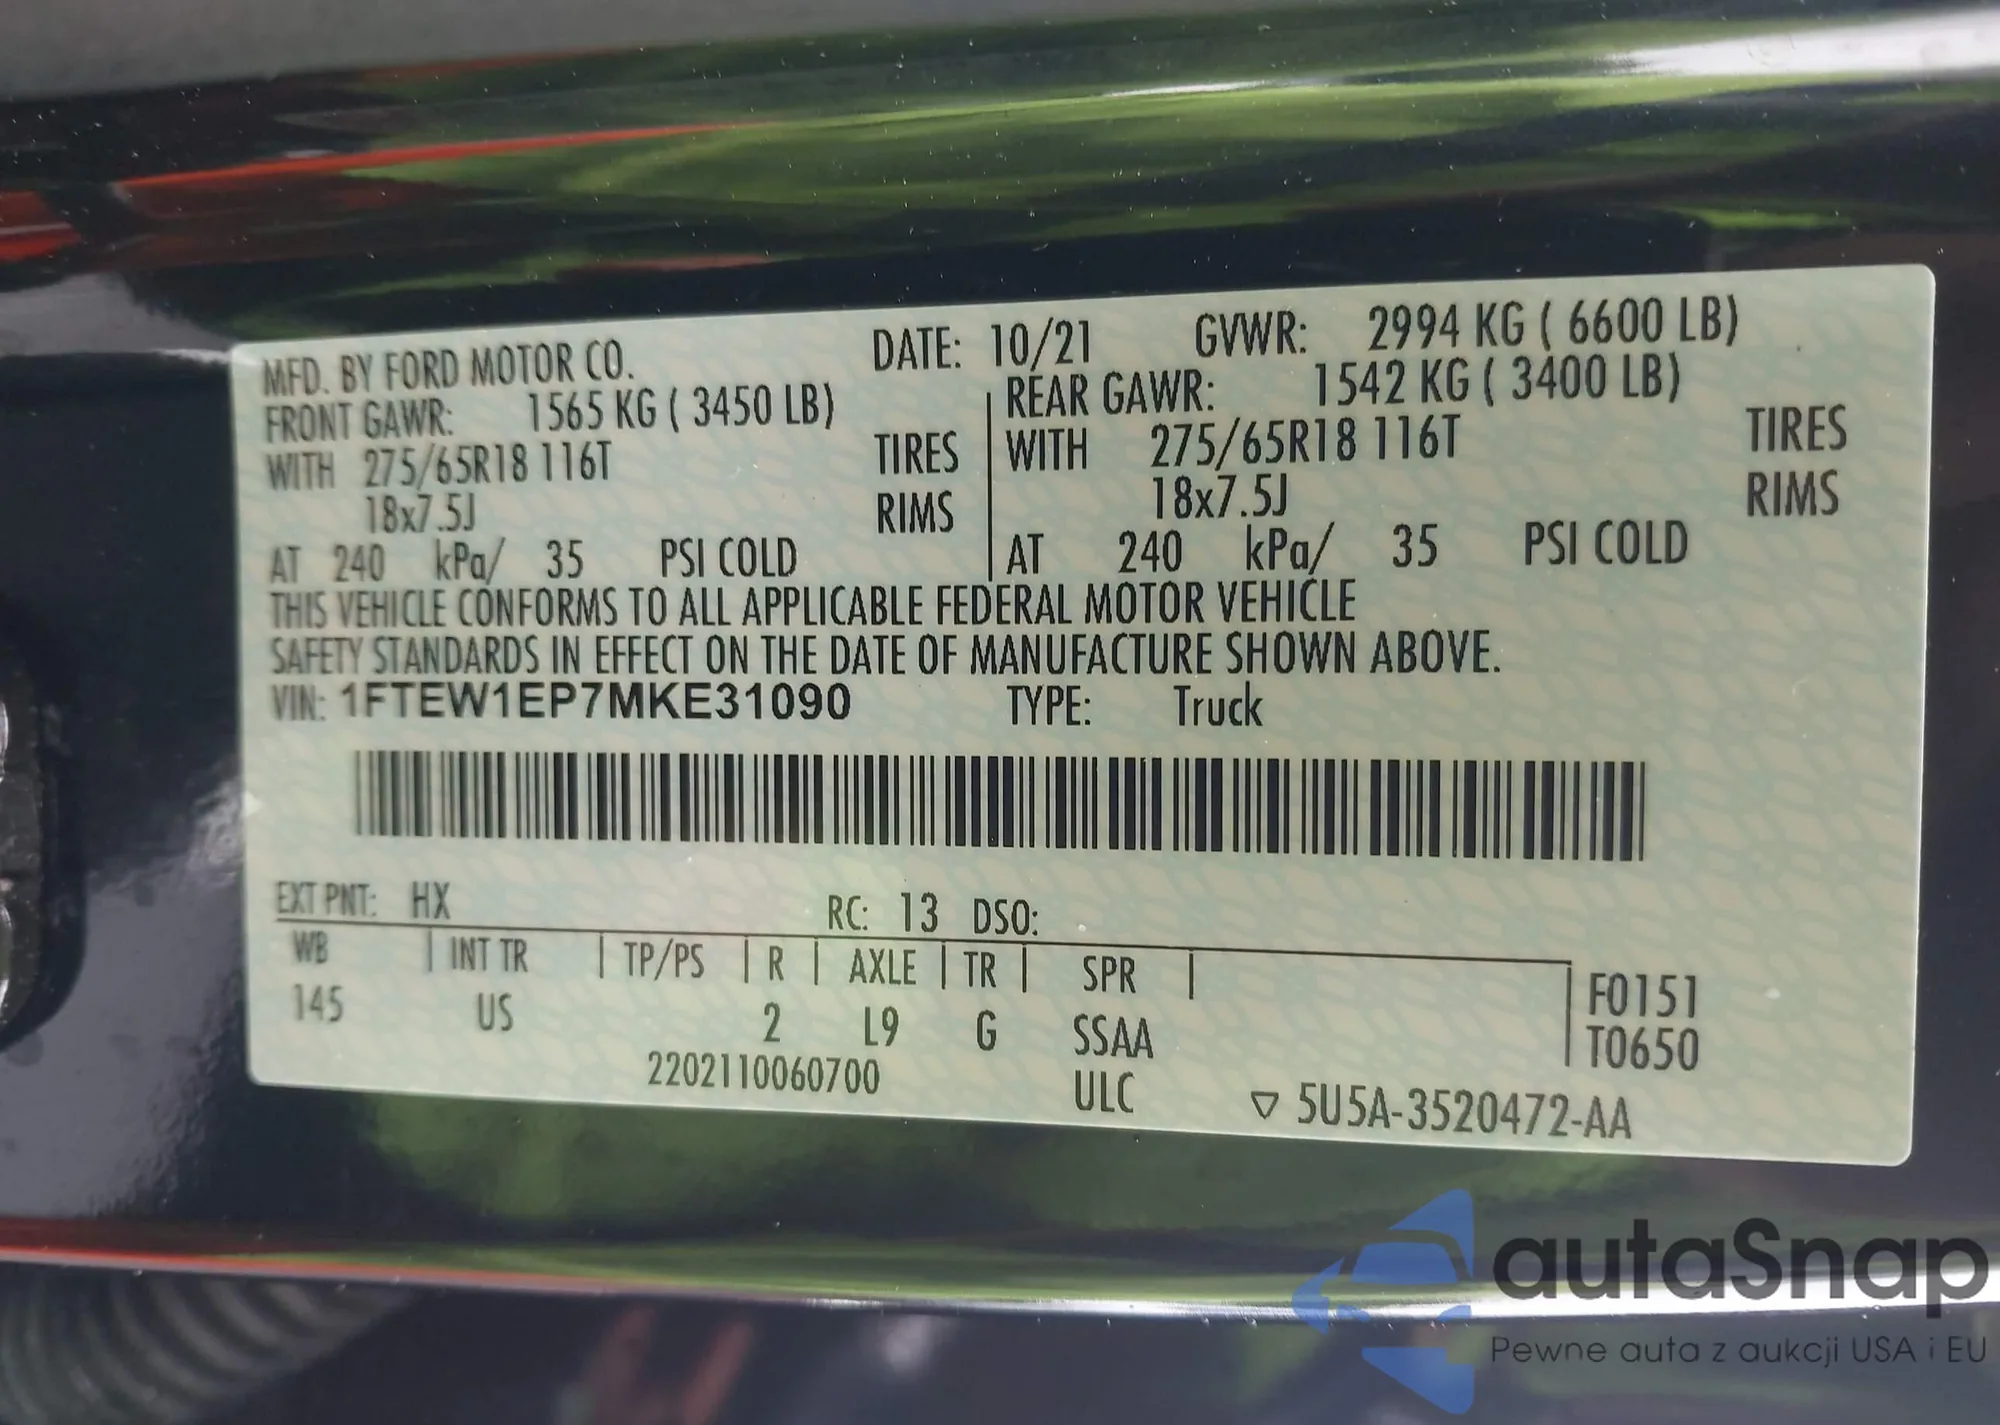 MFD. BY FORD MOTOR CO. DATE: 10/21 GVWR: 2994 KG ( 6600 LB)
FRONT GAWR: 1565 KG ( 3450 LB) REAR GAWR: 1542 KG ( 3400 LB)
WITH 275/65R18 116T TIRES WITH 275/65R18 116T TIRES
18x7.5J RIMS 18x7.5J RIMS
AT 240 kPa/ 35 PSI COLD AT 240 kPa/ 35 PSI COLD
THIS VEHICLE CONFORMS TO ALL APPLICABLE FEDERAL MOTOR VEHICLE
SAFETY STANDARDS IN EFFECT ON THE DATE OF MANUFACTURE SHOWN ABOVE.
VIN: 1FTEW1EP7MKE31090 TYPE: Truck
EXT PNT: HX RC: 13 DSO:
WB INT TR TP/PS R AXLE TR SPR
145 US 2 L9 G SSAA
F0151
T0650
2202110060700 ULC ▽ 5U5A-3520472-AA
autaSnap
Pewne auta z aukcji USA i EU